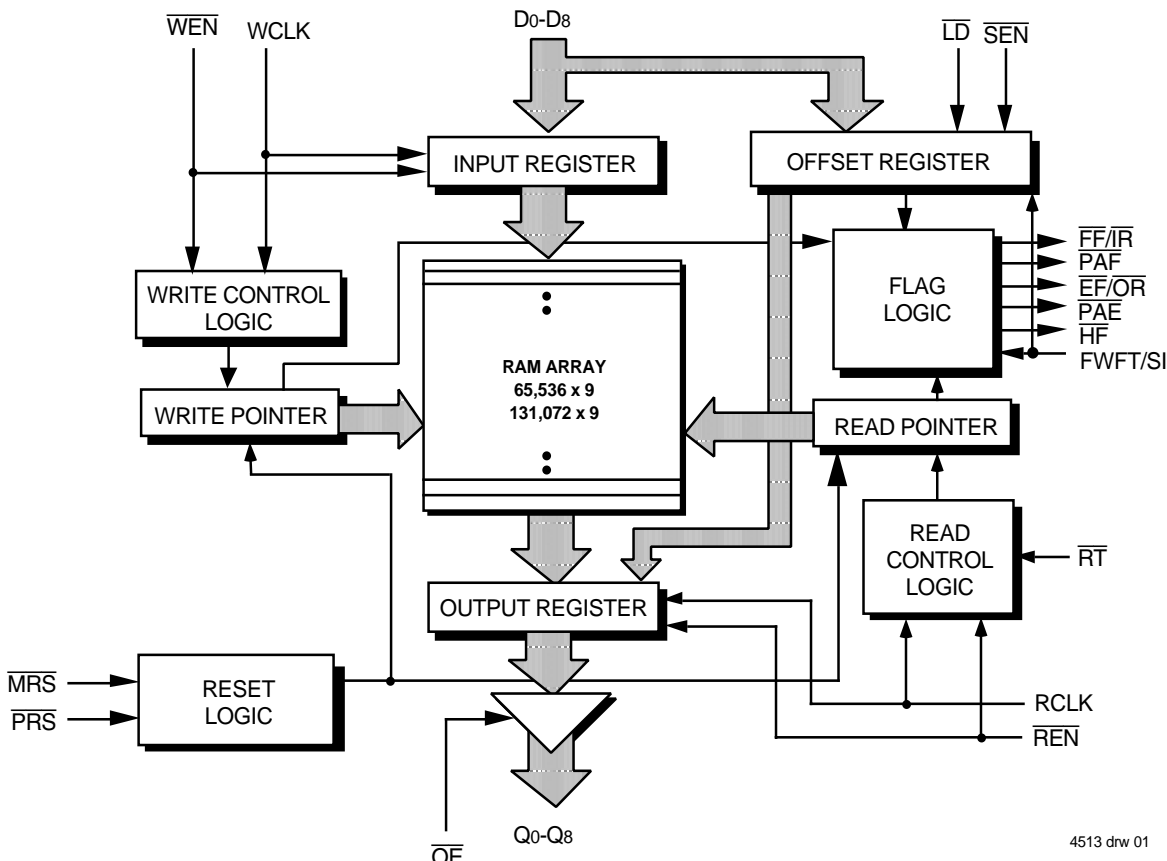 WEN
WCLK
D0-D8
LD
SEN
INPUT REGISTER
OFFSET REGISTER
WRITE CONTROL
LOGIC
FLAG
LOGIC
FF/IR
PAF
EF/OR
PAE
HF
FWFT/SI
RAM ARRAY
65,536 x 9
131,072 x 9
WRITE POINTER
READ POINTER
READ
CONTROL
LOGIC
RT
OUTPUT REGISTER
MRS
PRS
RESET
LOGIC
RCLK
REN
OE
Q0-Q8
4513 drw 01